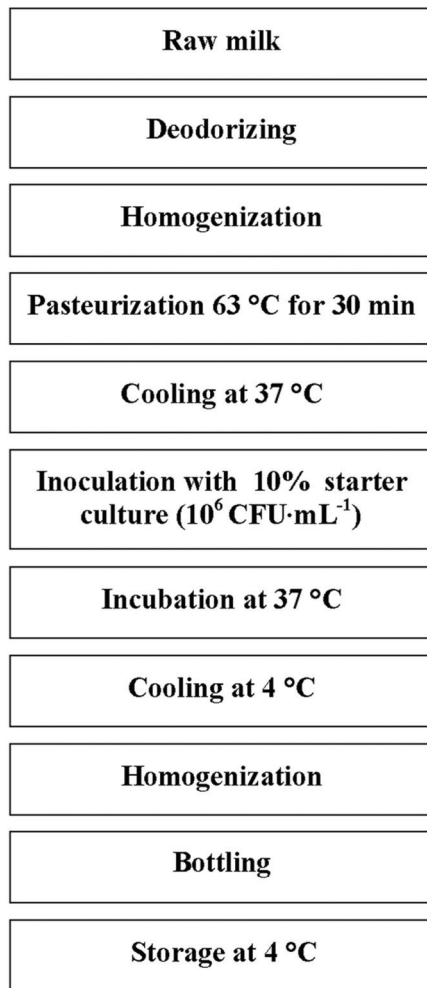 Raw milk
Deodorizing
Homogenization
Pasteurization 63 °C for 30 min
Cooling at 37 °C
Inoculation with 10% starter
culture (10⁶ CFU·mL⁻¹)
Incubation at 37 °C
Cooling at 4 °C
Homogenization
Bottling
Storage at 4 °C